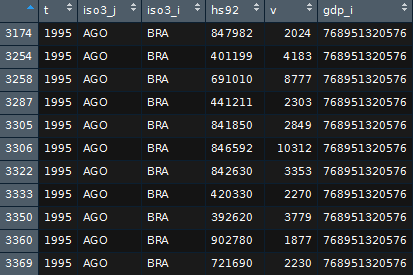 t iso3_j iso3_i hs92 v gdp_i
3174 1995 AGO BRA 847982 2024 768951320576
3254 1995 AGO BRA 401199 4183 768951320576
3258 1995 AGO BRA 691010 8777 768951320576
3287 1995 AGO BRA 441211 2303 768951320576
3305 1995 AGO BRA 841850 2849 768951320576
3306 1995 AGO BRA 846592 10312 768951320576
3322 1995 AGO BRA 842630 3353 768951320576
3333 1995 AGO BRA 420330 2270 768951320576
3350 1995 AGO BRA 392620 3779 768951320576
3360 1995 AGO BRA 902780 1877 768951320576
3369 1995 AGO BRA 721690 2230 768951320576